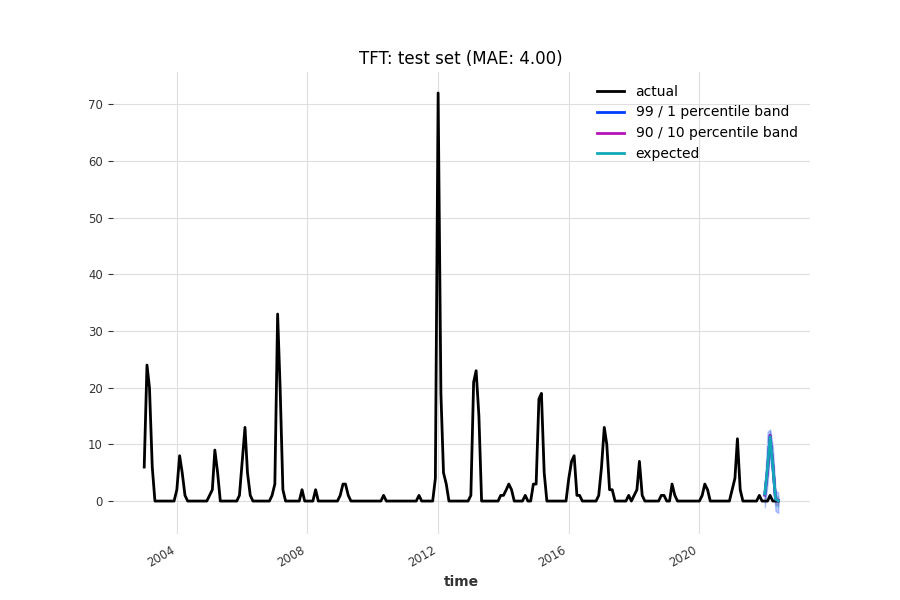 TFT: test set (MAE: 4.00)
actual
99 / 1 percentile band
90 / 10 percentile band
expected
70
60
50
40
30
20
10
0
2004
2008
2012
2016
2020
time